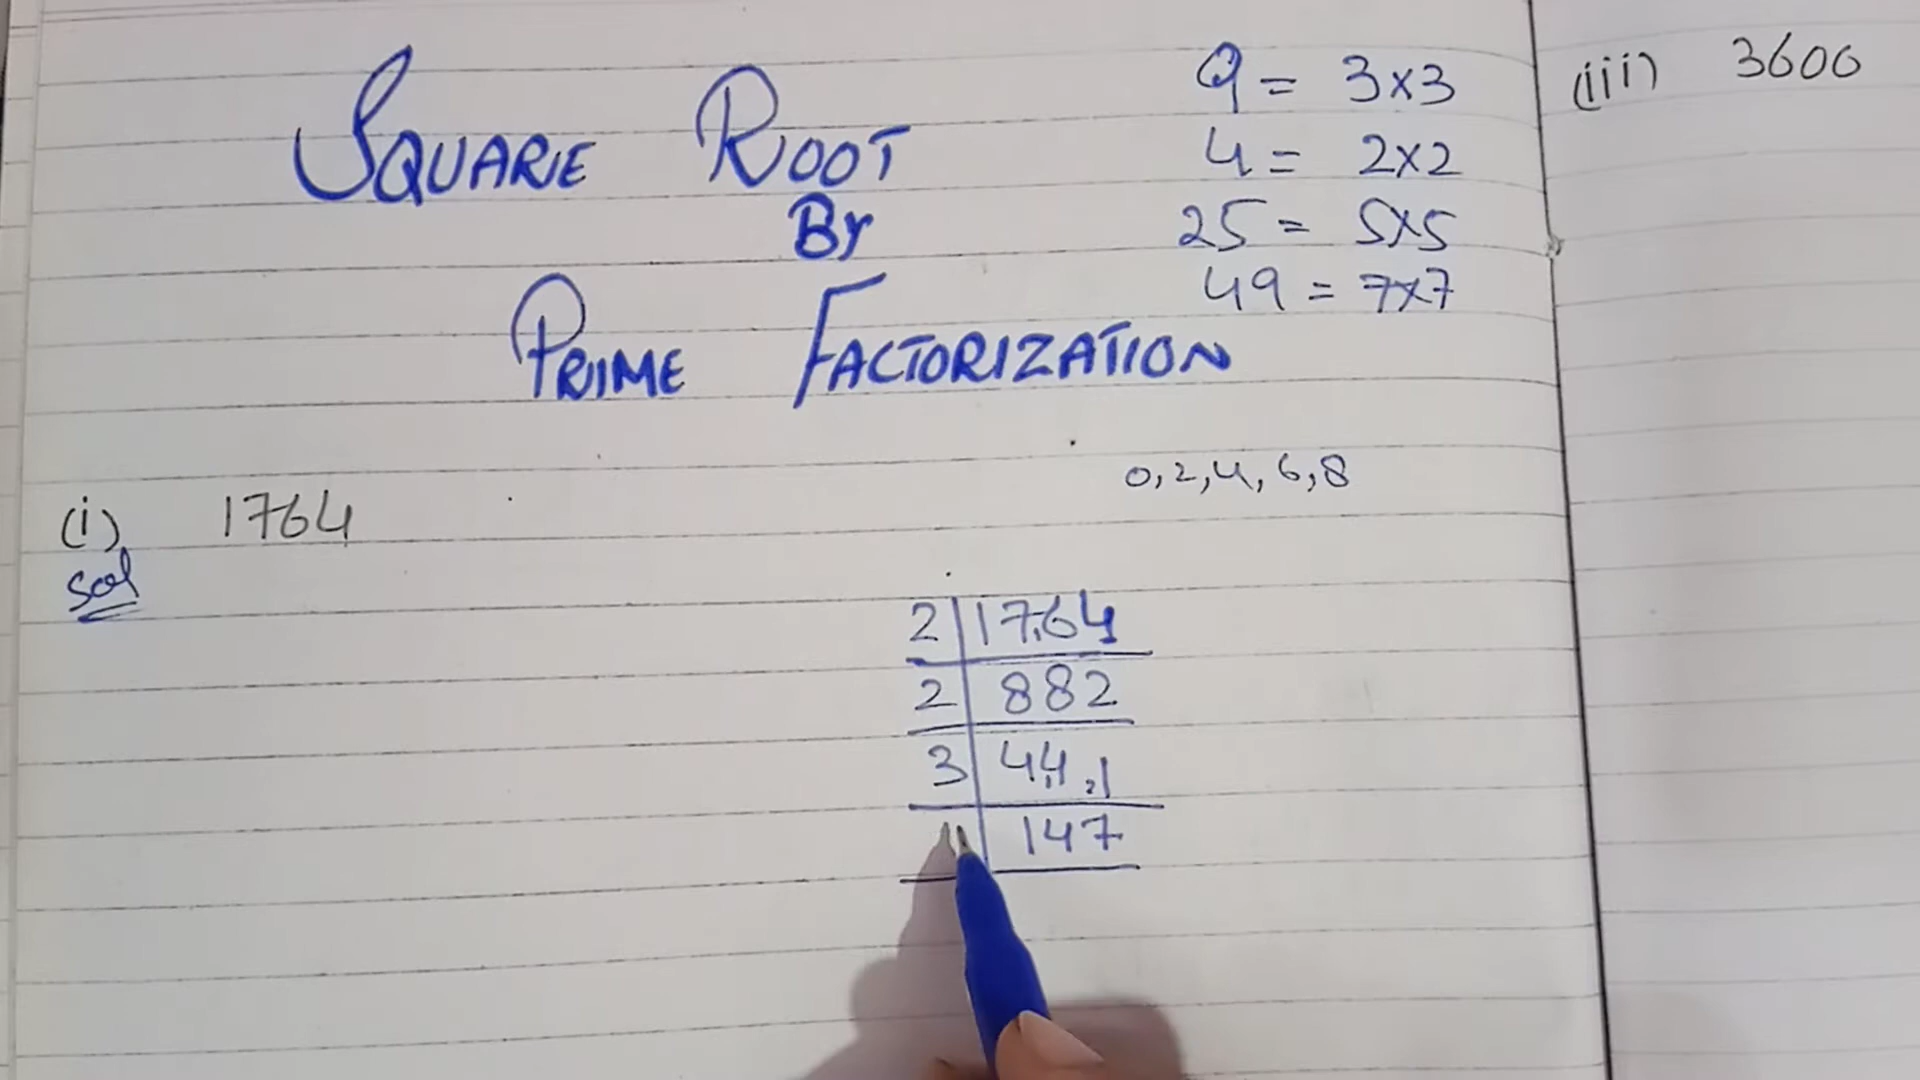 SQUARE ROOT
By
PRIME FACTORIZATION
9 = 3x3
4 = 2x2
25 = 5x5
49 = 7x7
(iii) 3600
0,2,4,6,8
(i) 1764
Sol
2 | 1764
2 | 882
3 | 441
147